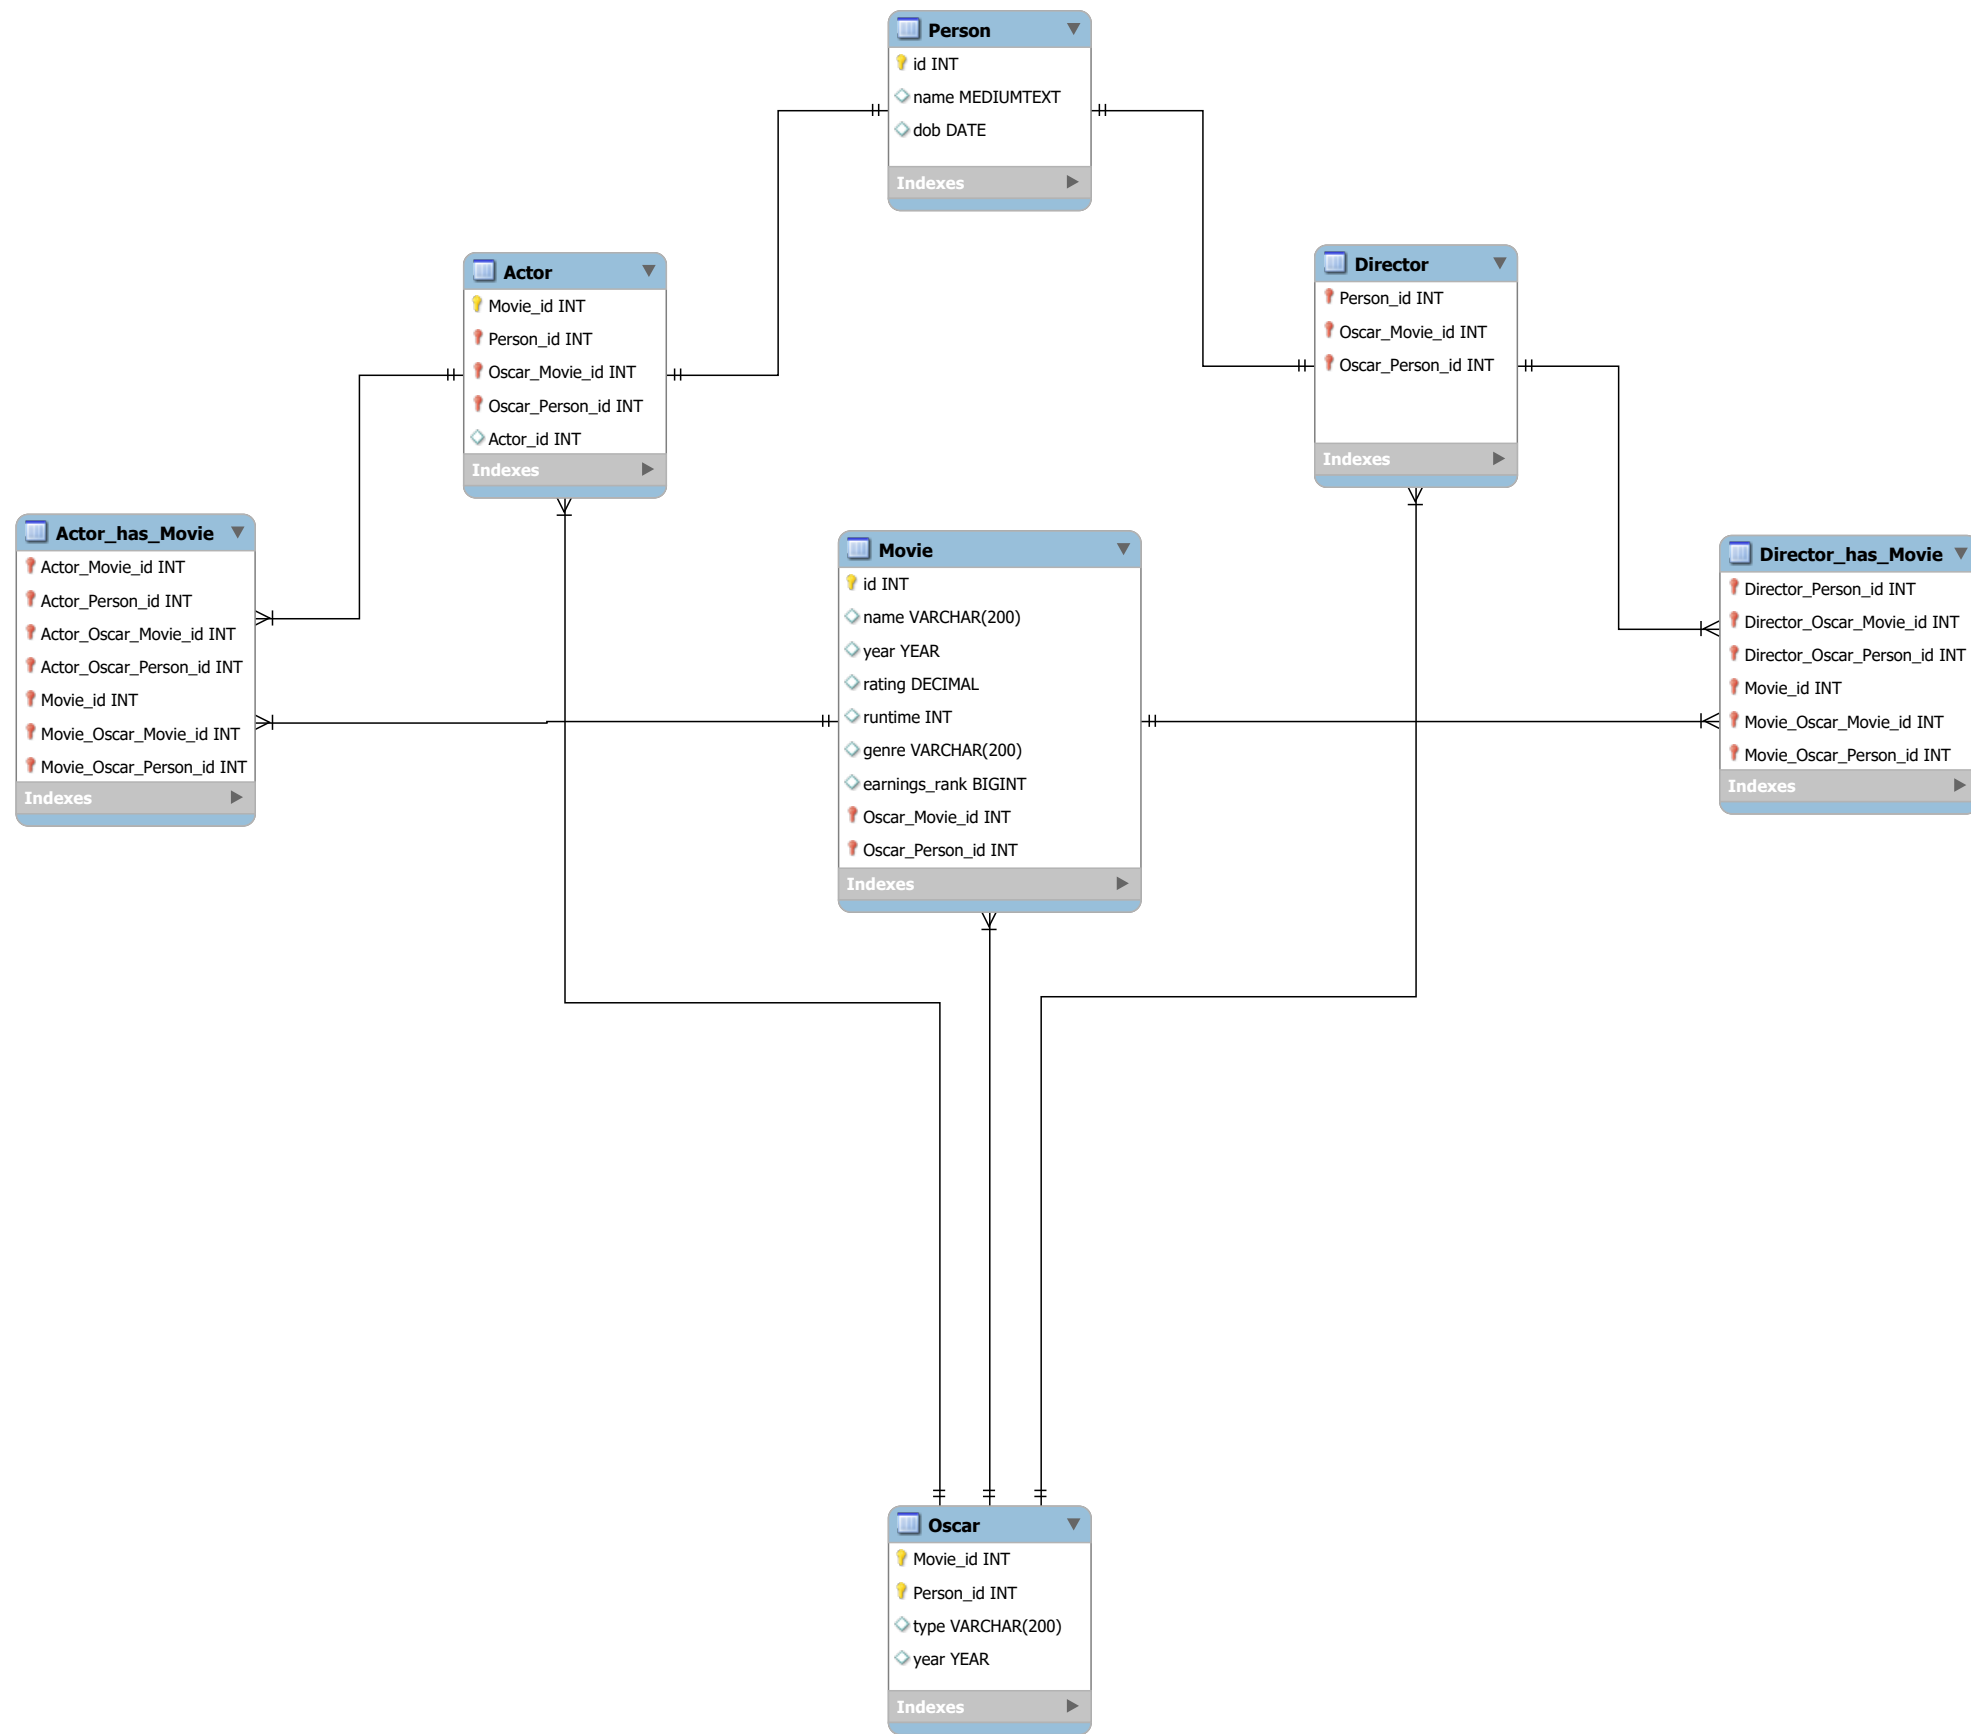 Person
id INT
name MEDIUMTEXT
dob DATE
Indexes
Actor
Movie_id INT
Person_id INT
Oscar_Movie_id INT
Oscar_Person_id INT
Actor_id INT
Indexes
Director
Person_id INT
Oscar_Movie_id INT
Oscar_Person_id INT
Indexes
Actor_has_Movie
Actor_Movie_id INT
Actor_Person_id INT
Actor_Oscar_Movie_id INT
Actor_Oscar_Person_id INT
Movie_id INT
Movie_Oscar_Movie_id INT
Movie_Oscar_Person_id INT
Indexes
Movie
id INT
name VARCHAR(200)
year YEAR
rating DECIMAL
runtime INT
genre VARCHAR(200)
earnings_rank BIGINT
Oscar_Movie_id INT
Oscar_Person_id INT
Indexes
Director_has_Movie
Director_Person_id INT
Director_Oscar_Movie_id INT
Director_Oscar_Person_id INT
Movie_id INT
Movie_Oscar_Movie_id INT
Movie_Oscar_Person_id INT
Indexes
Oscar
Movie_id INT
Person_id INT
type VARCHAR(200)
year YEAR
Indexes